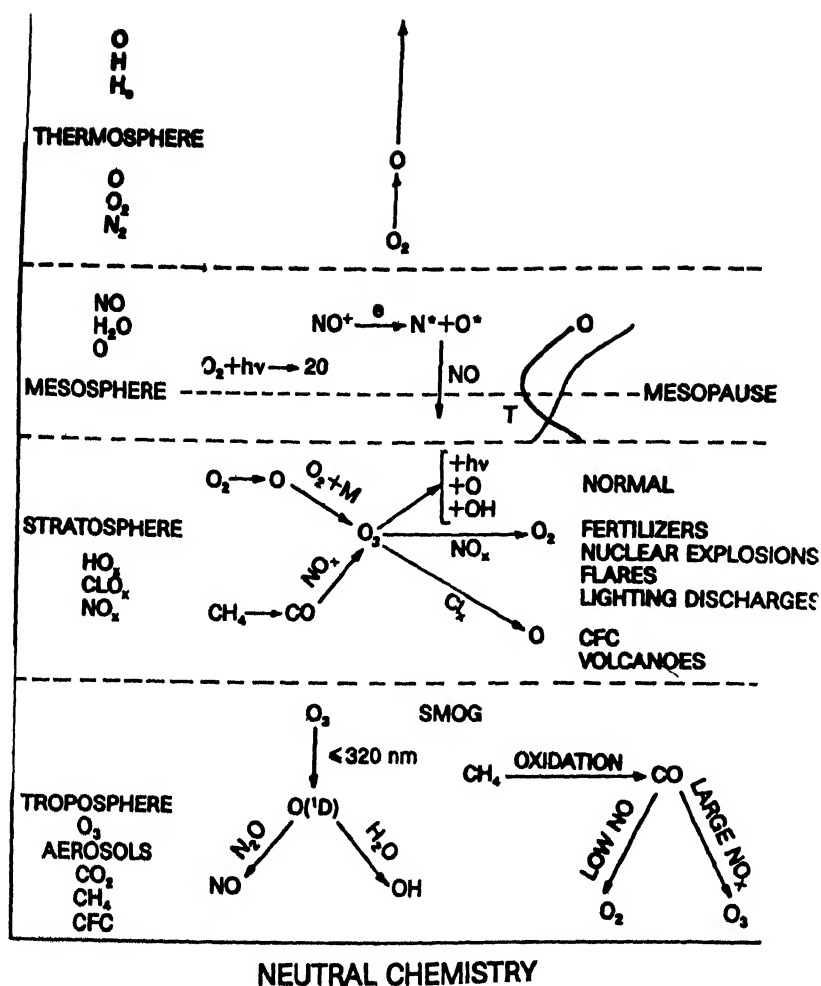 O
H
Hₑ
THERMOSPHERE
O
O₂
N₂
O
O₂
NO
H₂O
O
MESOSPHERE
NO⁺ e N*+O*
O₂+hv 20
NO
O
T
MESOPAUSE
O₂ O O₂+M
+hv
+O
+OH
NORMAL
STRATOSPHERE
HOₓ
CLOₓ
NOₓ
O₃
NOₓ
O₂
FERTILIZERS
NUCLEAR EXPLOSIONS
FLARES
LIGHTING DISCHARGES
CH₄ CO NOₓ
Clₓ
O
CFC
VOLCANOES
O₃
SMOG
≤320 nm
CH₄ OXIDATION CO
TROPOSPHERE
O₃
AEROSOLS
CO₂
CH₄
CFC
O(¹D)
N₂O
H₂O
NO
OH
LOW NO
LARGE NOₓ
O₂
O₃
NEUTRAL CHEMISTRY